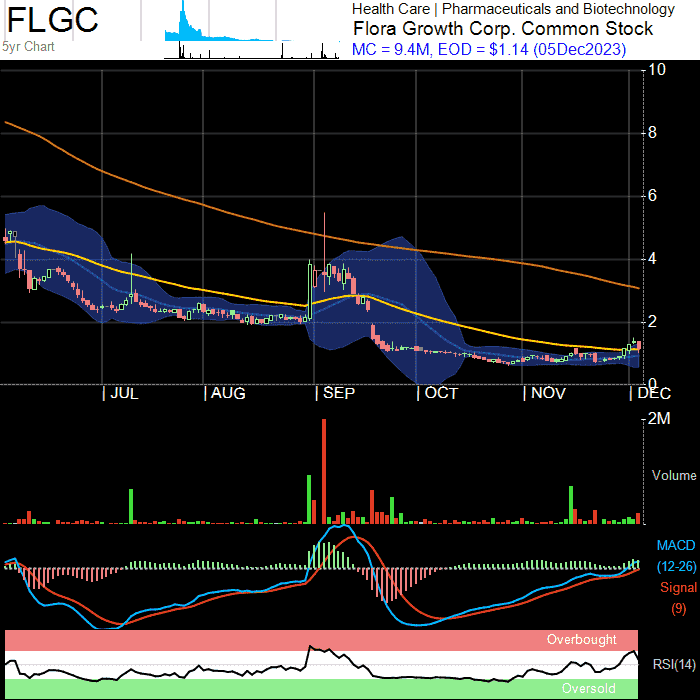 FLGC
5yr Chart
Health Care | Pharmaceuticals and Biotechnology
Flora Growth Corp. Common Stock
MC = 9.4M, EOD = $1.14 (05Dec2023)
10
8
6
4
2
0
| JUL | AUG | SEP | OCT | NOV | DEC
2M
Volume
MACD
(12-26)
Signal
(9)
Overbought
RSI(14)
Oversold